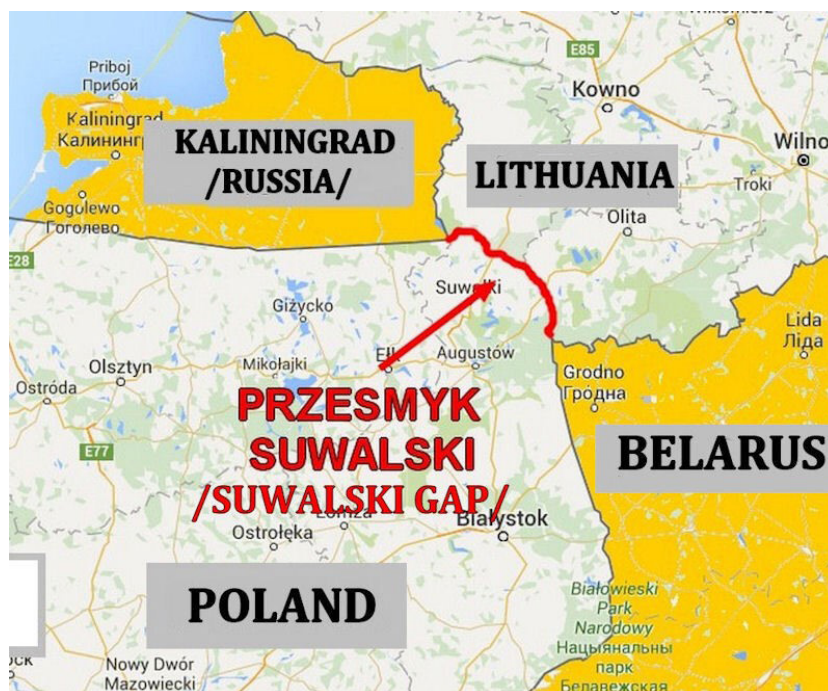 Priboj
Прибой
E85
Kowno
Kaliningrad
KALININGRAD
/RUSSIA/
LITHUANIA
Wilno
Troki
Gogolewo
Гоголево
Olita
E28
Suwałki
Giżycko
Lida
Ліда
Olsztyn
Mikołajki
Ełk
Augustów
Grodno
Гродна
Ostróda
PRZESMYK
SUWALSKI
/SUWALSKI GAP/
BELARUS
E77
Łomża
Ostrołęka
Białystok
POLAND
Białowieski
Park
Narodowy
Нацыянальны
парк
Белавежская
Nowy Dwór
Mazowiecki